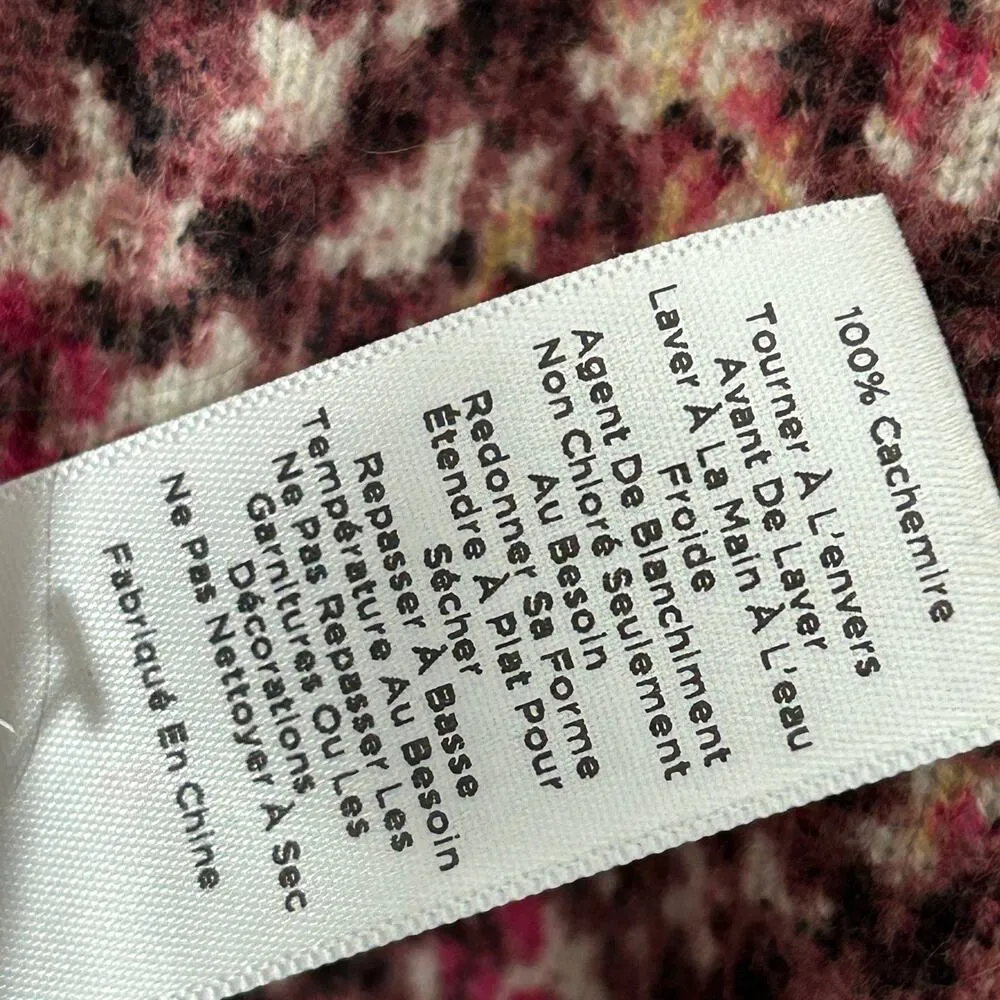 100% Cachemire
Tourner À L'envers
Avant De Laver
Laver À La Main À L'eau
Froide
Agent De Blanchiment
Non Chloré Seulement
Au Besoin
Redonner Sa Forme
Étendre À Plat Pour
Sécher
Repasser À Basse
Température Au Besoin
Ne Pas Repasser Les
Garnitures Ou Les
Décorations
Ne Pas Nettoyer À Sec
Fabriqué En Chine